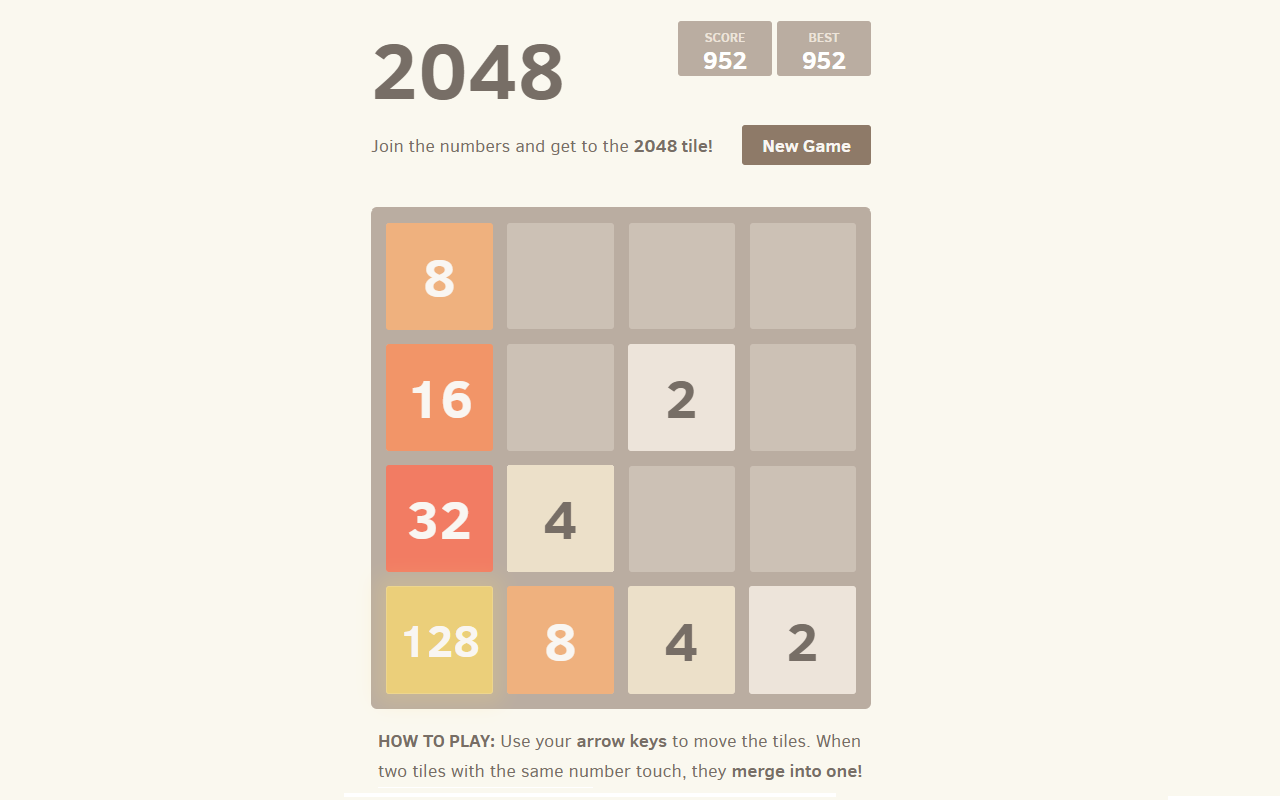 2048
SCORE
952
BEST
952
Join the numbers and get to the 2048 tile!
New Game
8
16
2
32
4
128
8
4
2
HOW TO PLAY: Use your arrow keys to move the tiles. When
two tiles with the same number touch, they merge into one!